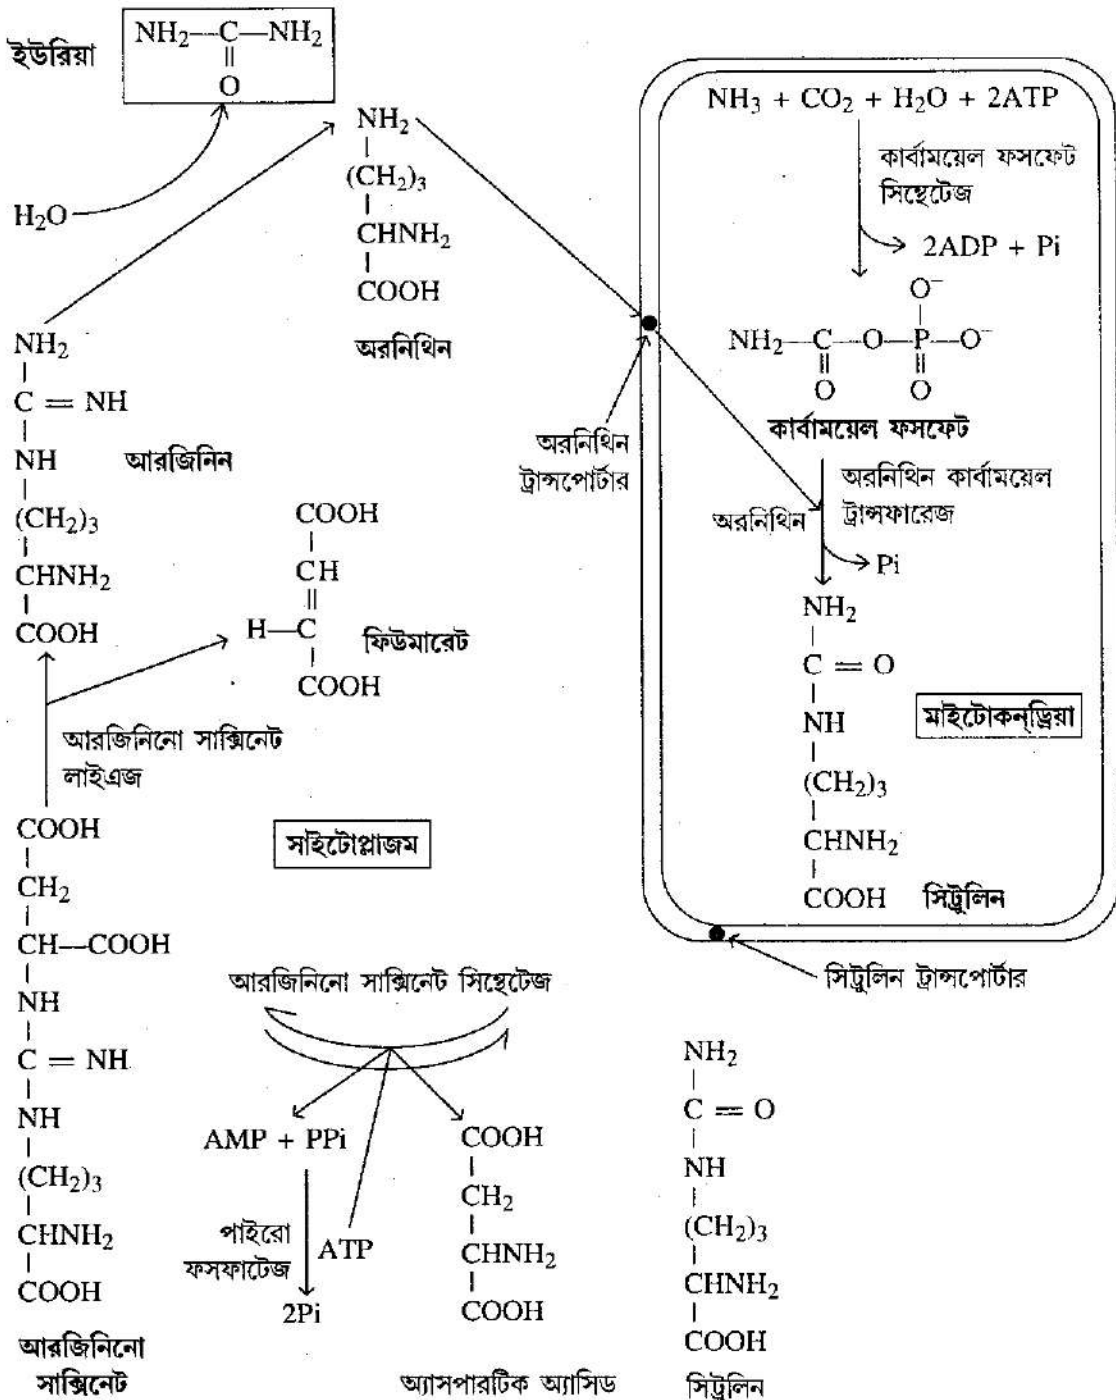 ইউরিয়া
NH₂—C—NH₂
||
O
H₂O
NH₂
|
(CH₂)₃
|
CHNH₂
|
COOH
অরনিথিন
NH₂
|
C = NH
|
NH
আরজিনিন
|
(CH₂)₃
|
CHNH₂
|
COOH
COOH
|
CH
||
H—C
ফিউমারেট
|
COOH
আরজিনিনো সাক্সিনেট
লাইএজ
COOH
|
CH₂
|
CH—COOH
|
NH
|
C = NH
|
NH
|
(CH₂)₃
|
CHNH₂
|
COOH
আরজিনিনো
সাক্সিনেট
সাইটোপ্লাজম
আরজিনিনো সাক্সিনেট সিন্থেটেজ
AMP + PPi
পাইরো
ফসফাটেজ
ATP
2Pi
COOH
|
CH₂
|
CHNH₂
|
COOH
অ্যাসপারটিক অ্যাসিড
NH₂
|
C = O
|
NH
|
(CH₂)₃
|
CHNH₂
|
COOH
সিট্রুলিন
অরনিথিন
ট্রান্সপোর্টার
NH₃ + CO₂ + H₂O + 2ATP
কার্বাময়েল ফসফেট
সিন্থেটেজ
2ADP + Pi
O⁻
|
NH₂—C—O—P—O⁻
|| ||
O O
কার্বাময়েল ফসফেট
অরনিথিন কার্বাময়েল
ট্রান্সফারেজ
অরনিথিন
Pi
NH₂
|
C = O
|
NH
মাইটোকন্ড্রিয়া
|
(CH₂)₃
|
CHNH₂
|
COOH সিট্রুলিন
সিট্রুলিন ট্রান্সপোর্টার